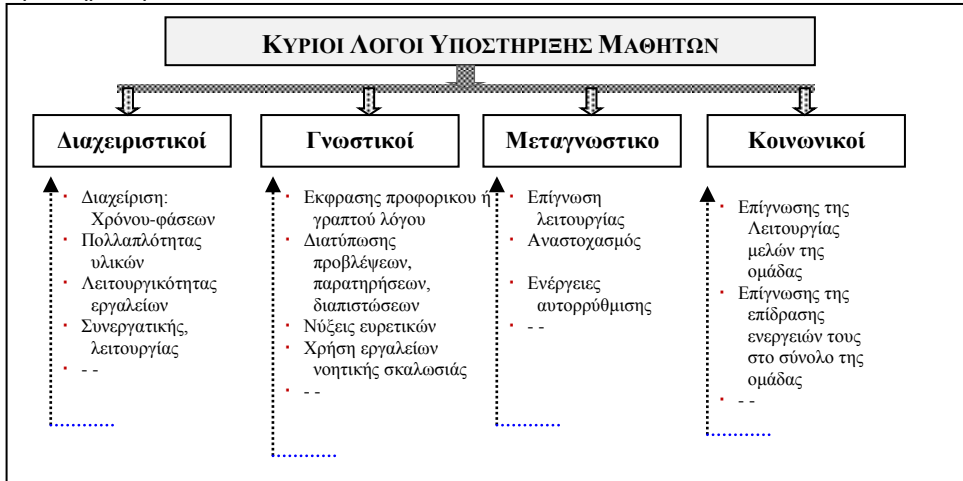 ΚΥΡΙΟΙ ΛΟΓΟΙ ΥΠΟΣΤΗΡΙΞΗΣ ΜΑΘΗΤΩΝ
Διαχειριστικοί
Γνωστικοί
Μεταγνωστικο
Κοινωνικοί
· Διαχείριση:
Χρόνου-φάσεων
· Πολλαπλότητας
υλικών
· Λειτουργικότητας
εργαλείων
· Συνεργατικής,
λειτουργίας
· - -
· Εκφρασης προφορικου ή
γραπτού λόγου
· Διατύπωσης
προβλέψεων,
παρατηρήσεων,
διαπιστώσεων
· Νύξεις ευρετικών
· Χρήση εργαλείων
νοητικής σκαλωσιάς
· - -
· Επίγνωση
λειτουργίας
· Αναστοχασμός
· Ενέργειες
αυτορρύθμισης
· - -
· Επίγνωσης της
Λειτουργίας
μελών της
ομάδας
· Επίγνωσης της
επίδρασης
ενεργειών τους
στο σύνολο της
ομάδας
· - -